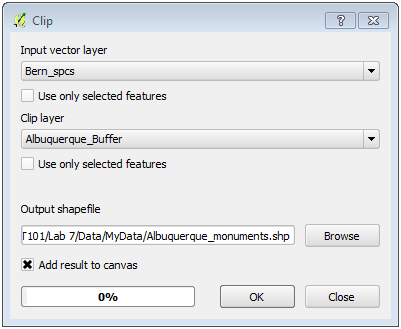 Clip
Input vector layer
Bern_spcs
Use only selected features
Clip layer
Albuquerque_Buffer
Use only selected features
Output shapefile
T101/Lab 7/Data/MyData/Albuquerque_monuments.shp Browse
Add result to canvas
0% OK Close